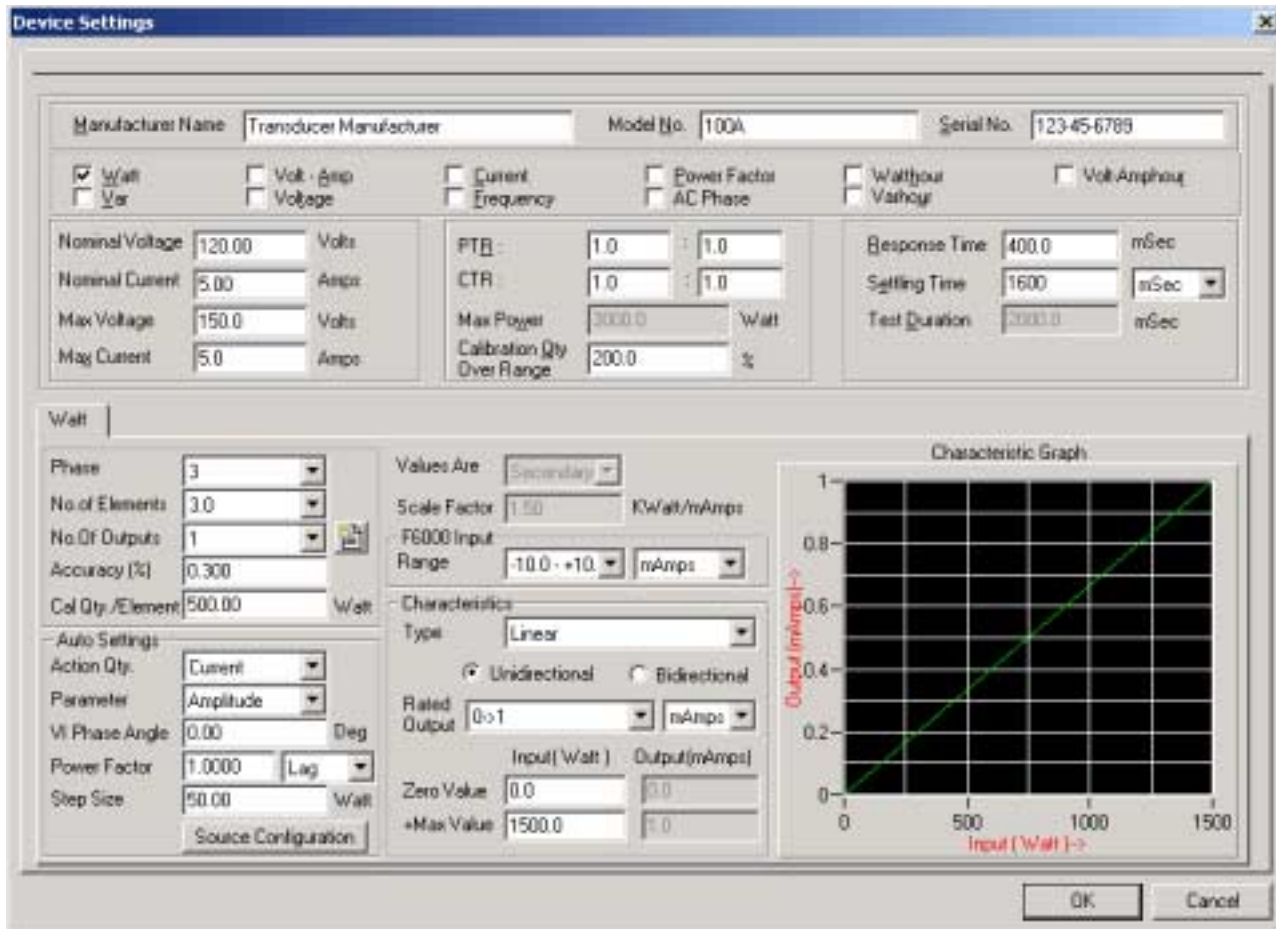 Device Settings
Manufacturer Name Transducer Manufacturer Model No. 100A Serial No. 123-45-6789
Watt Volt - Amp Current Power Factor Watthour Volt-Amphour
Var Voltage Frequency AC Phase Varhour
Nominal Voltage 120.00 Volts PTR : 1.0 : 1.0 Response Time 400.0 mSec
Nominal Current 5.00 Amps CTR : 1.0 : 1.0 Settling Time 1600 mSec
Max Voltage 150.0 Volts Max Power 3000.0 Watt Test Duration 2000.0 mSec
Max Current 5.0 Amps Calibration Qty Over Range 200.0 %
Watt
Phase 3
No.of Elements 3.0
No.Of Outputs 1
Accuracy (%) 0.300
Cal Qty./Element 500.00 Watt
Auto Settings
Action Qty. Current
Parameter Amplitude
VI Phase Angle 0.00 Deg
Power Factor 1.0000 Lag
Step Size 50.00 Watt
Source Configuration
Values Are Secondary
Scale Factor 1.50 KWatt/mAmps
F6000 Input
Range -10.0 - +10. mAmps
Characteristics
Type Linear
Unidirectional Bidirectional
Rated Output 0->1 mAmps
Input( Watt ) Output(mAmps)
Zero Value 0.0 0.0
+Max Value 1500.0 1.0
Characteristic Graph
Output(mAmps)-->
1
0.8
0.6
0.4
0.2
0
0 500 1000 1500
Input ( Watt )-->
OK Cancel